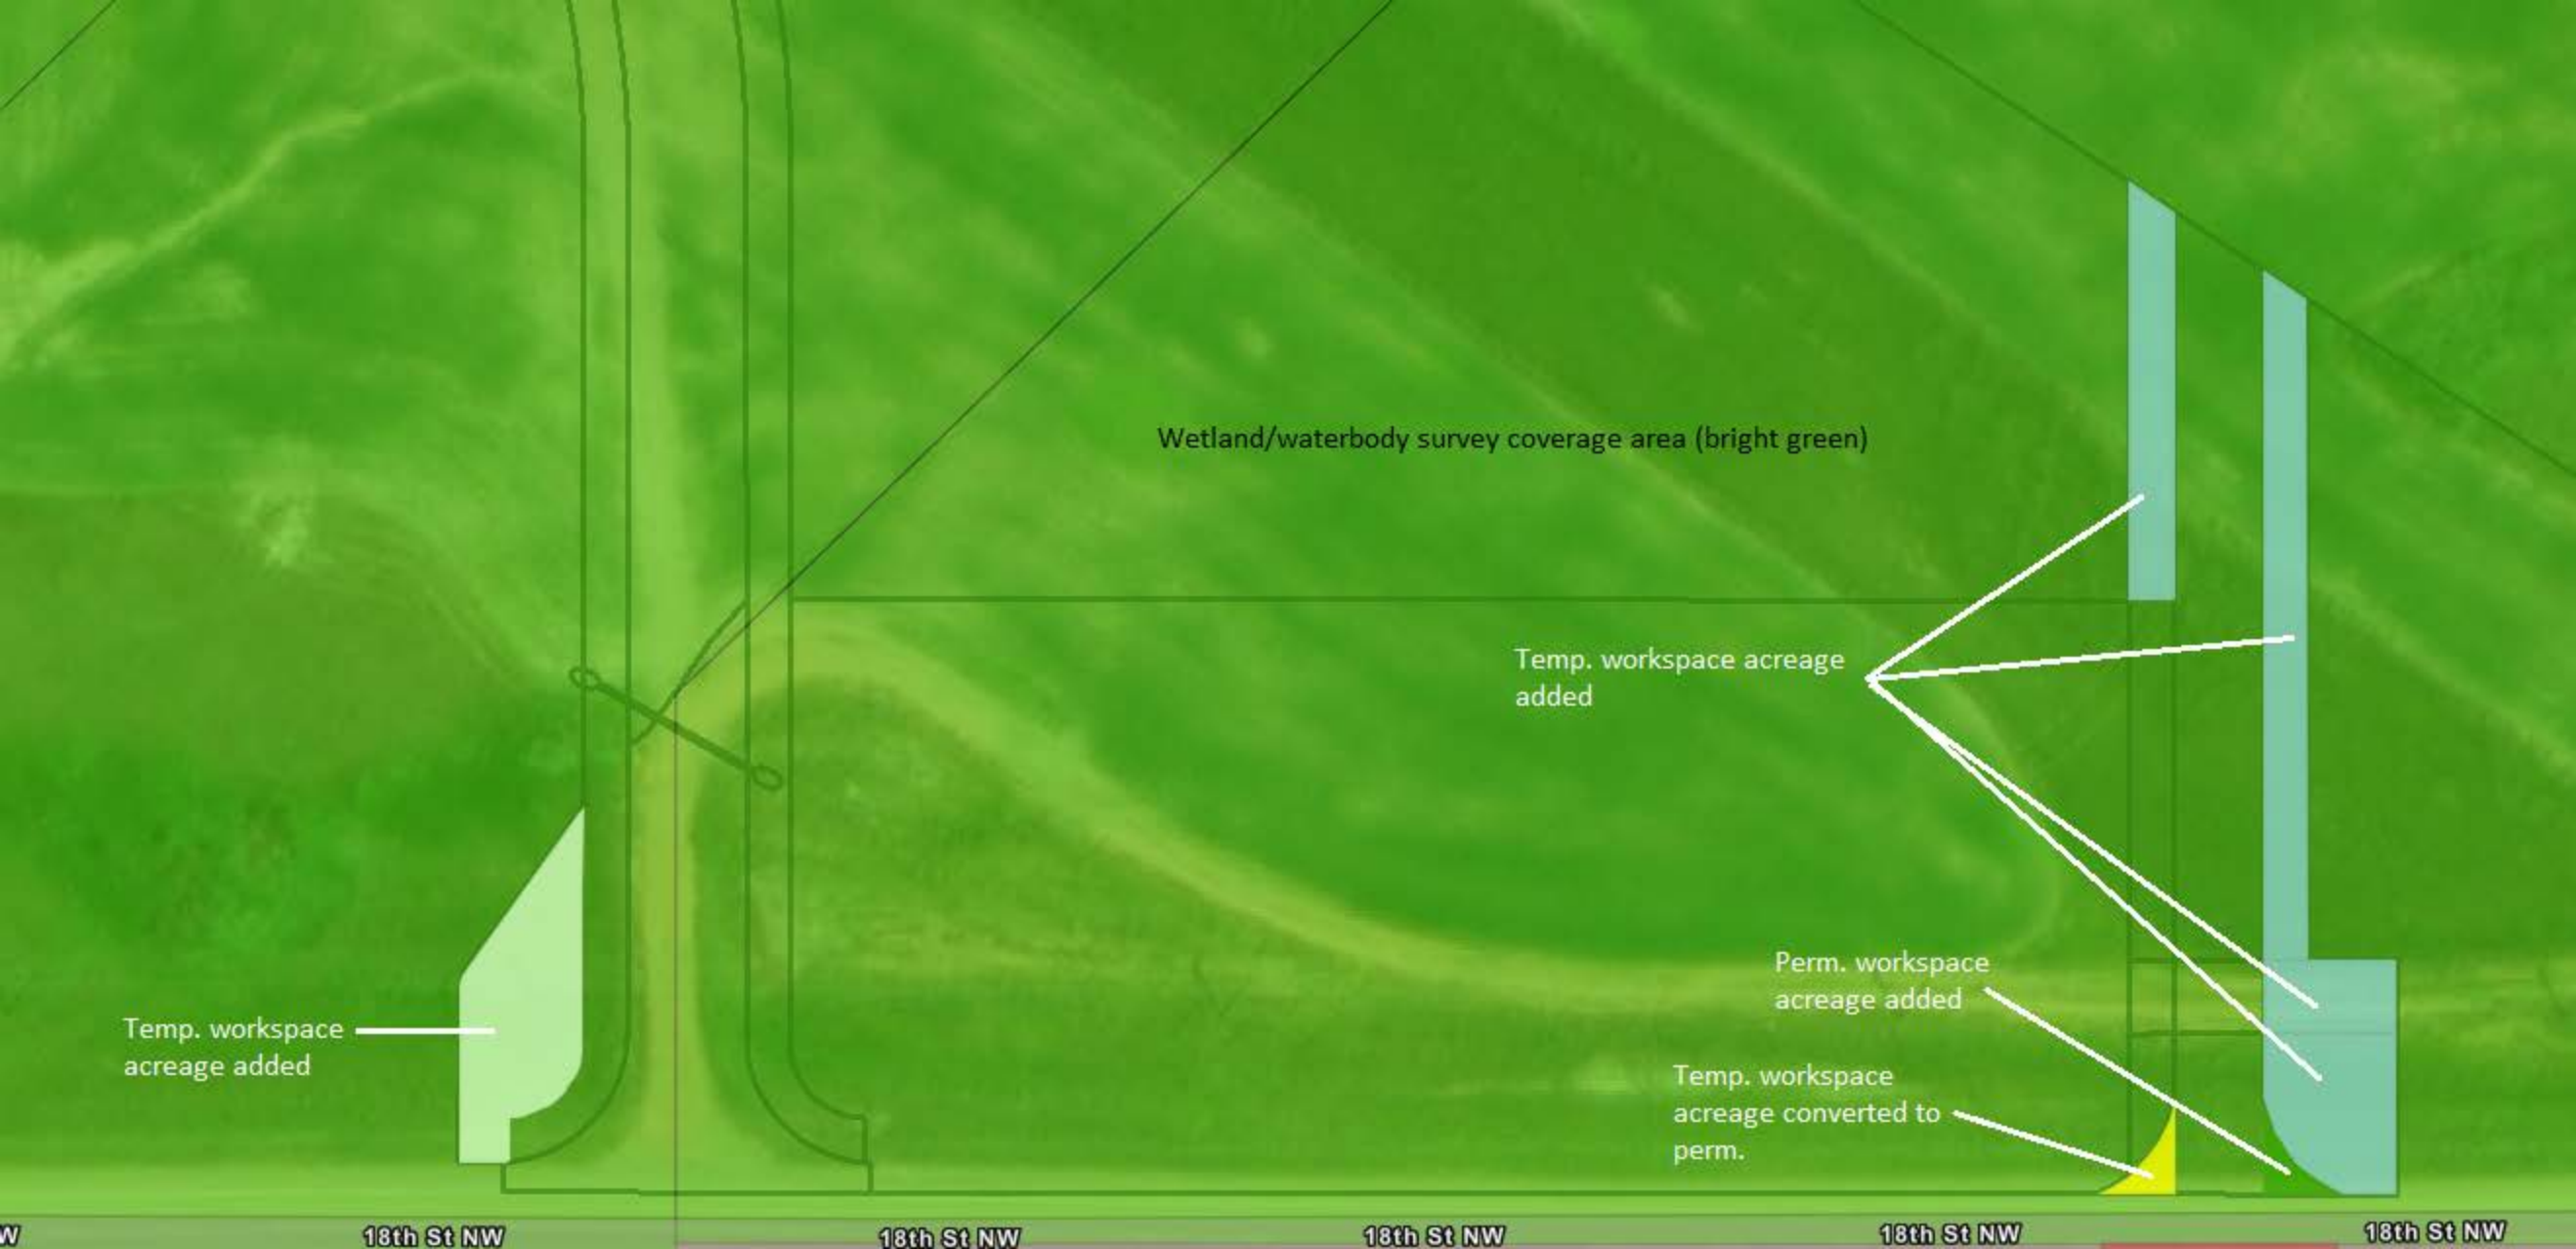 Wetland/waterbody survey coverage area (bright green)
Temp. workspace acreage
added
Perm. workspace
acreage added
Temp. workspace
acreage added
Temp. workspace
acreage converted to
perm.
W
18th St NW
18th St NW
18th St NW
18th St NW
18th St NW